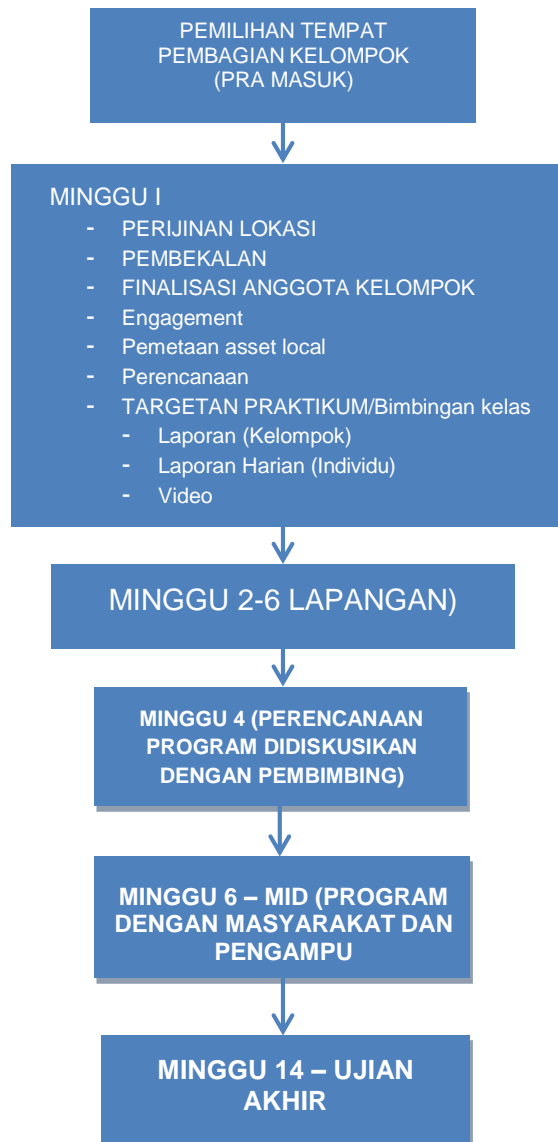 PEMILIHAN TEMPAT
PEMBAGIAN KELOMPOK
(PRA MASUK)
MINGGU I
- PERIJINAN LOKASI
- PEMBEKALAN
- FINALISASI ANGGOTA KELOMPOK
- Engagement
- Pemetaan asset local
- Perencanaan
- TARGETAN PRAKTIKUM/Bimbingan kelas
- Laporan (Kelompok)
- Laporan Harian (Individu)
- Video
MINGGU 2-6 LAPANGAN)
MINGGU 4 (PERENCANAAN
PROGRAM DIDISKUSIKAN
DENGAN PEMBIMBING)
MINGGU 6 – MID (PROGRAM
DENGAN MASYARAKAT DAN
PENGAMPU
MINGGU 14 – UJIAN
AKHIR